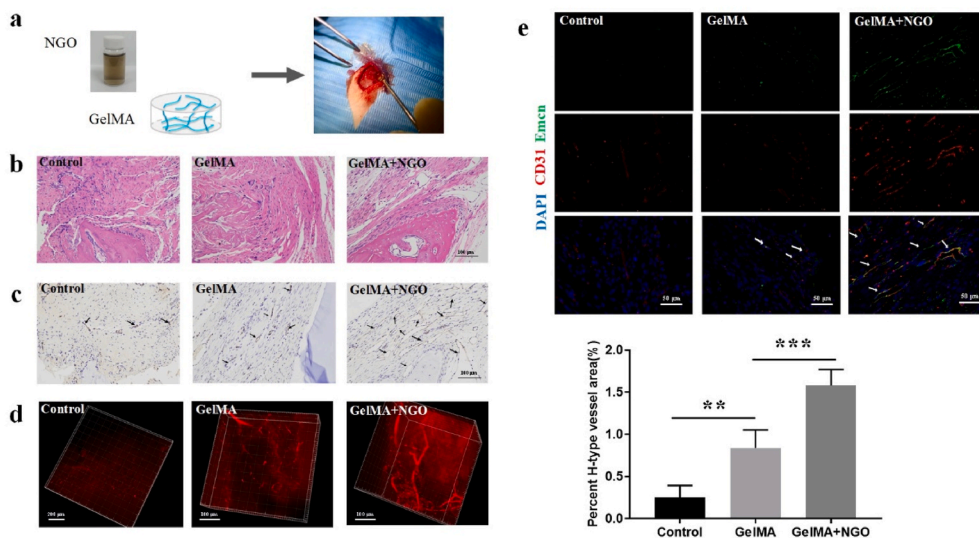 a
NGO
GelMA
b
Control
GelMA
GelMA+NGO
100 μm
c
Control
GelMA
GelMA+NGO
100 μm
d
Control
GelMA
GelMA+NGO
200 μm
100 μm
100 μm
e
Control
GelMA
GelMA+NGO
DAPI CD31 Emcn
50 μm
50 μm
50 μm
Percent H-type vessel area(%)
2.0
1.5
1.0
0.5
0.0
**
***
Control
GelMA
GelMA+NGO